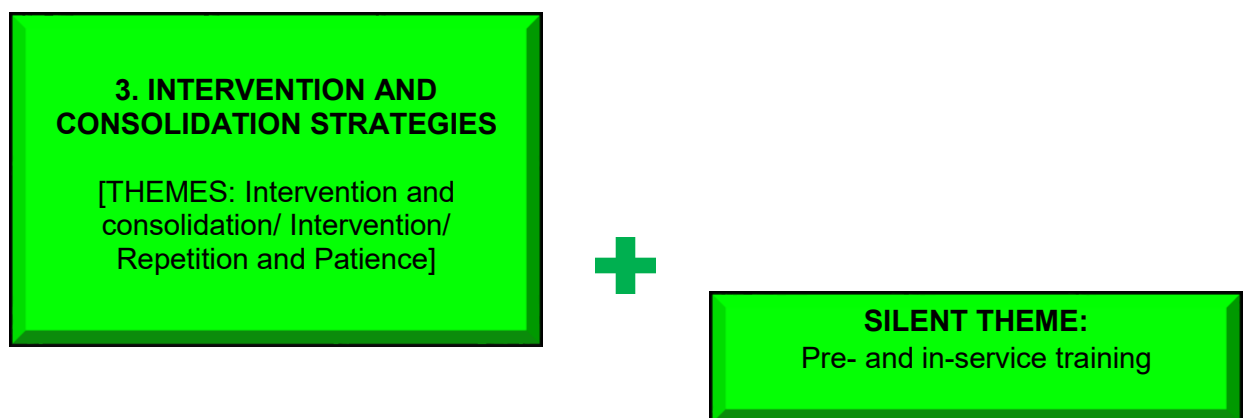 3. INTERVENTION AND
CONSOLIDATION STRATEGIES
[THEMES: Intervention and
consolidation/ Intervention/
Repetition and Patience]
SILENT THEME:
Pre- and in-service training